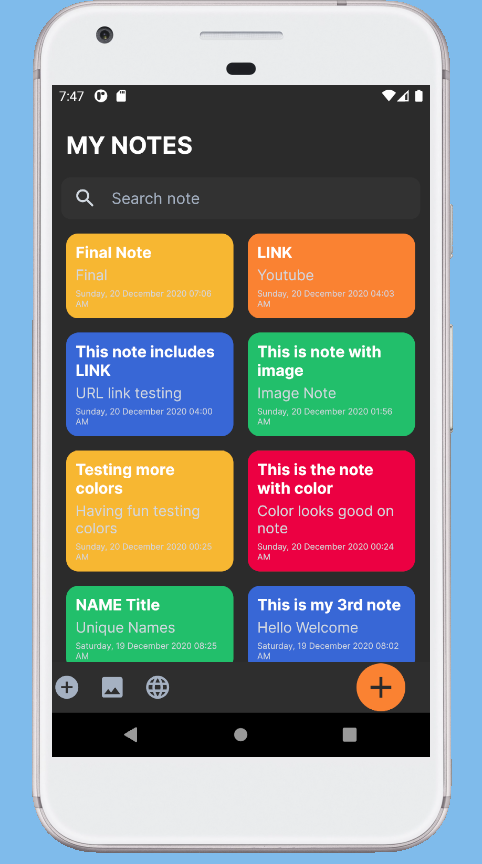 7:47
MY NOTES
Search note
Final Note
Final
Sunday, 20 December 2020 07:06
AM
LINK
Youtube
Sunday, 20 December 2020 04:03
AM
This note includes
LINK
URL link testing
Sunday, 20 December 2020 04:00
AM
This is note with
image
Image Note
Sunday, 20 December 2020 01:56
AM
Testing more
colors
Having fun testing
colors
Sunday, 20 December 2020 00:25
AM
This is the note
with color
Color looks good on
note
Sunday, 20 December 2020 00:24
AM
NAME Title
Unique Names
Saturday, 19 December 2020 08:25
AM
This is my 3rd note
Hello Welcome
Saturday, 19 December 2020 08:02
AM